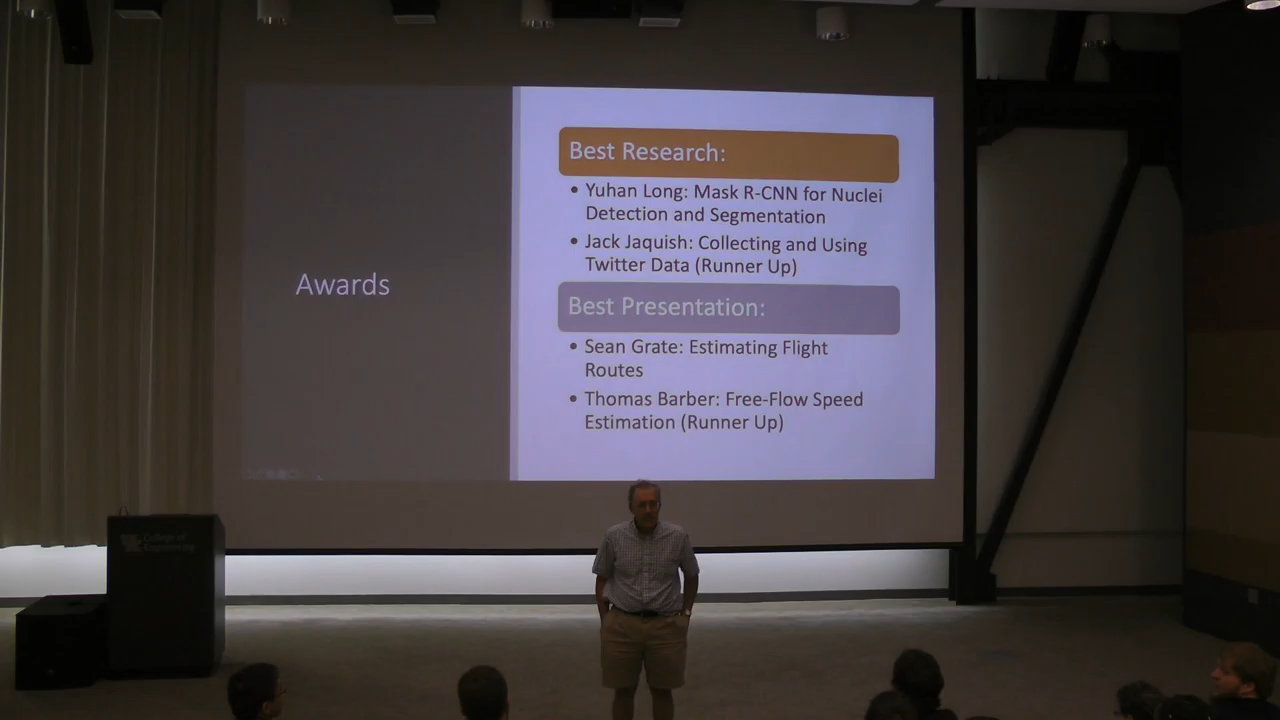 Awards
Best Research:
• Yuhan Long: Mask R-CNN for Nuclei
Detection and Segmentation
• Jack Jaquish: Collecting and Using
Twitter Data (Runner Up)
Best Presentation:
• Sean Grate: Estimating Flight
Routes
• Thomas Barber: Free-Flow Speed
Estimation (Runner Up)
College of
Engineering